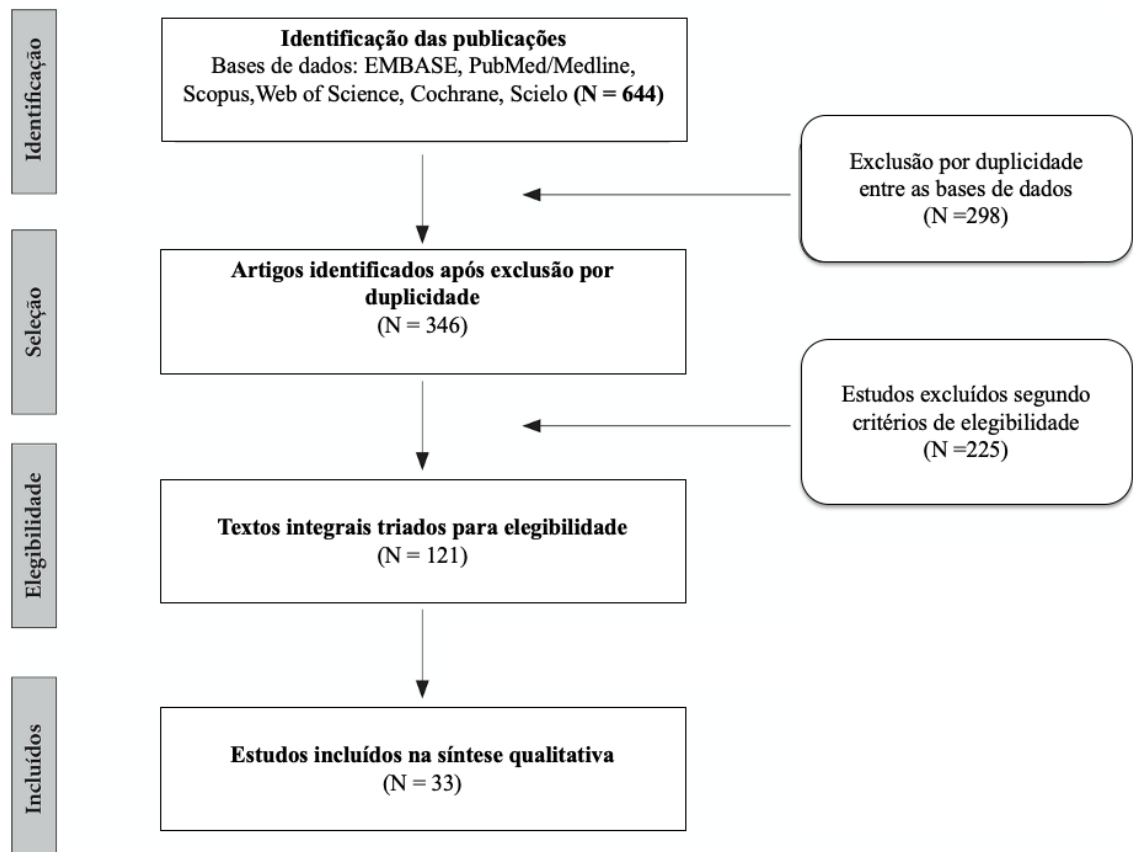 Identificação
Identificação das publicações
Bases de dados: EMBASE, PubMed/Medline,
Scopus,Web of Science, Cochrane, Scielo (N = 644)
Exclusão por duplicidade
entre as bases de dados
(N =298)
Seleção
Artigos identificados após exclusão por
duplicidade
(N = 346)
Estudos excluídos segundo
critérios de elegibilidade
(N =225)
Elegibilidade
Textos integrais triados para elegibilidade
(N = 121)
Incluídos
Estudos incluídos na síntese qualitativa
(N = 33)